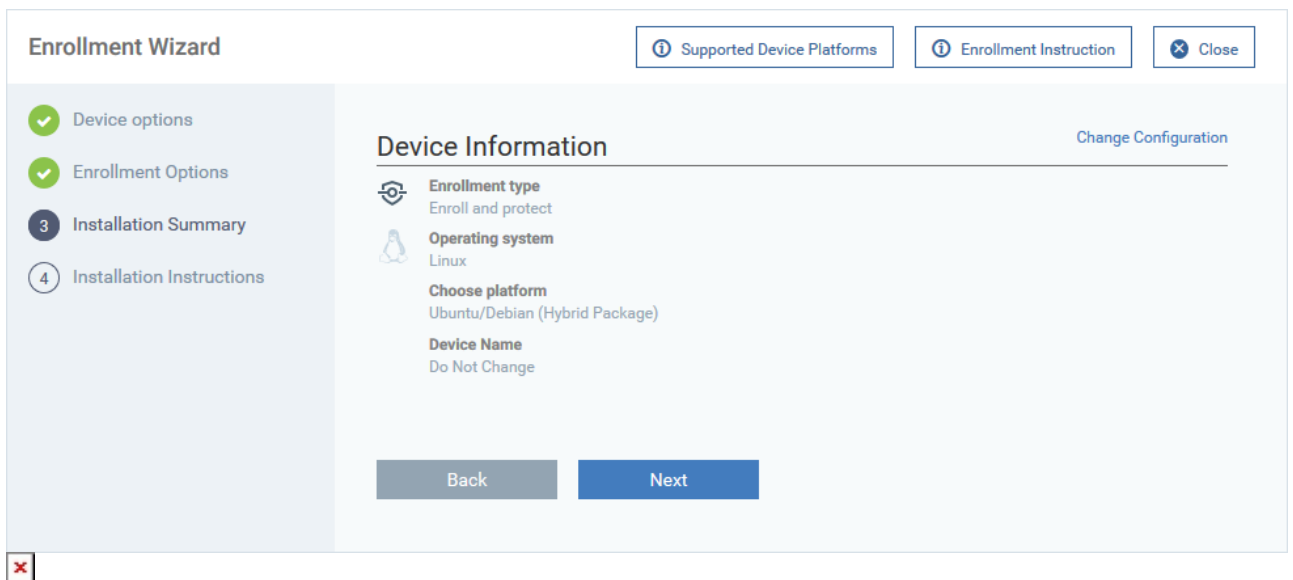 Enrollment Wizard
Supported Device Platforms
Enrollment Instruction
Close
Device options
Enrollment Options
3 Installation Summary
4 Installation Instructions
Device Information
Change Configuration
Enrollment type
Enroll and protect
Operating system
Linux
Choose platform
Ubuntu/Debian (Hybrid Package)
Device Name
Do Not Change
Back
Next